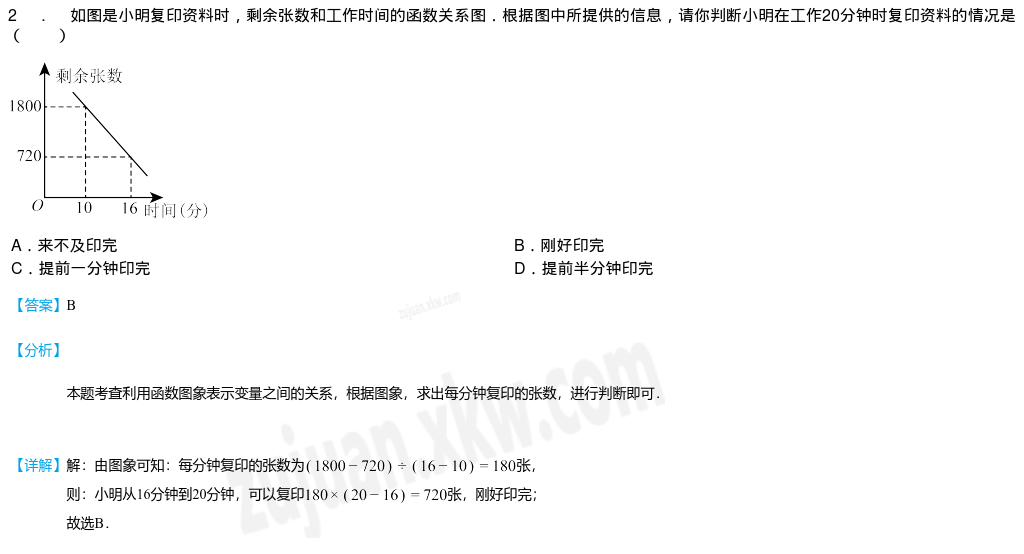 2 ． 如图是小明复印资料时，剩余张数和工作时间的函数关系图．根据图中所提供的信息，请你判断小明在工作20分钟时复印资料的情况是
（ ）
剩余张数
1800
720
O 10 16 时间(分)
A．来不及印完 B．刚好印完
C．提前一分钟印完 D．提前半分钟印完
【答案】B
zujuan.xkw.com
【分析】
本题考查利用函数图象表示变量之间的关系，根据图象，求出每分钟复印的张数，进行判断即可．
zujuan.xkw.com
【详解】解：由图象可知：每分钟复印的张数为(1800－720)÷(16－10)＝180张，
则：小明从16分钟到20分钟，可以复印180×(20－16)＝720张，刚好印完；
故选B．